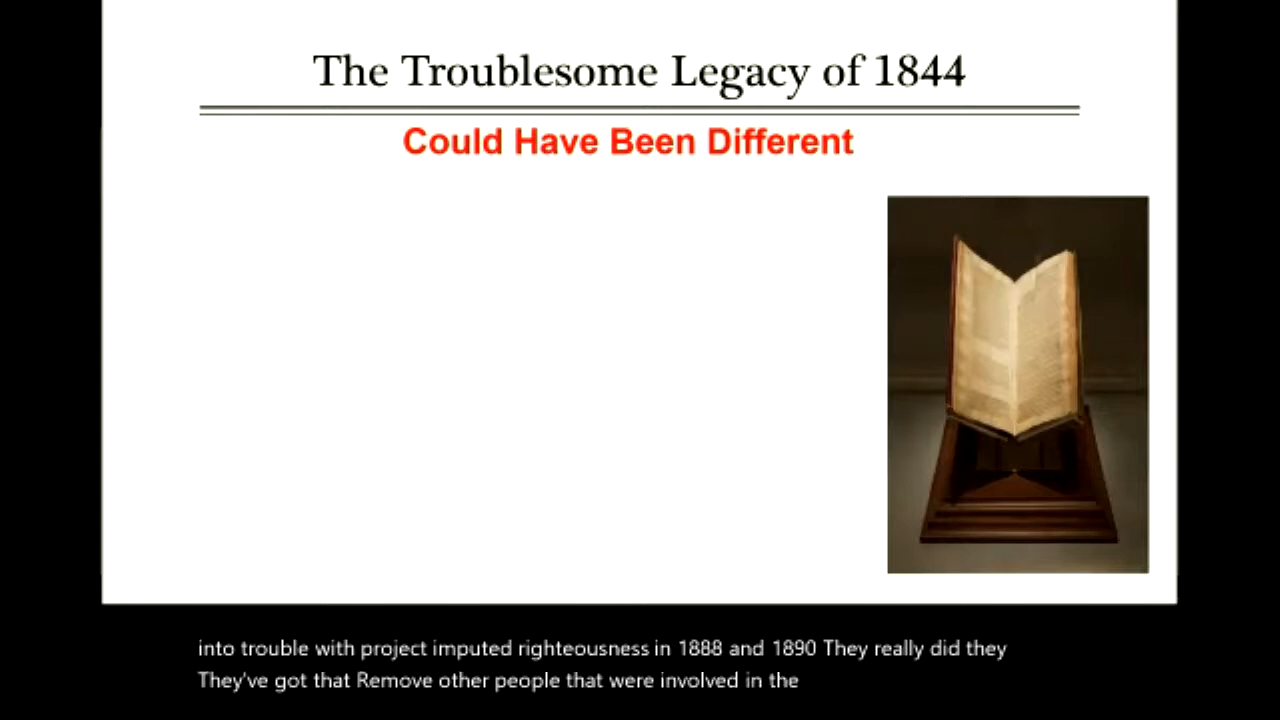 The Troublesome Legacy of 1844
Could Have Been Different
into trouble with project imputed righteousness in 1888 and 1890 They really did they
They've got that Remove other people that were involved in the